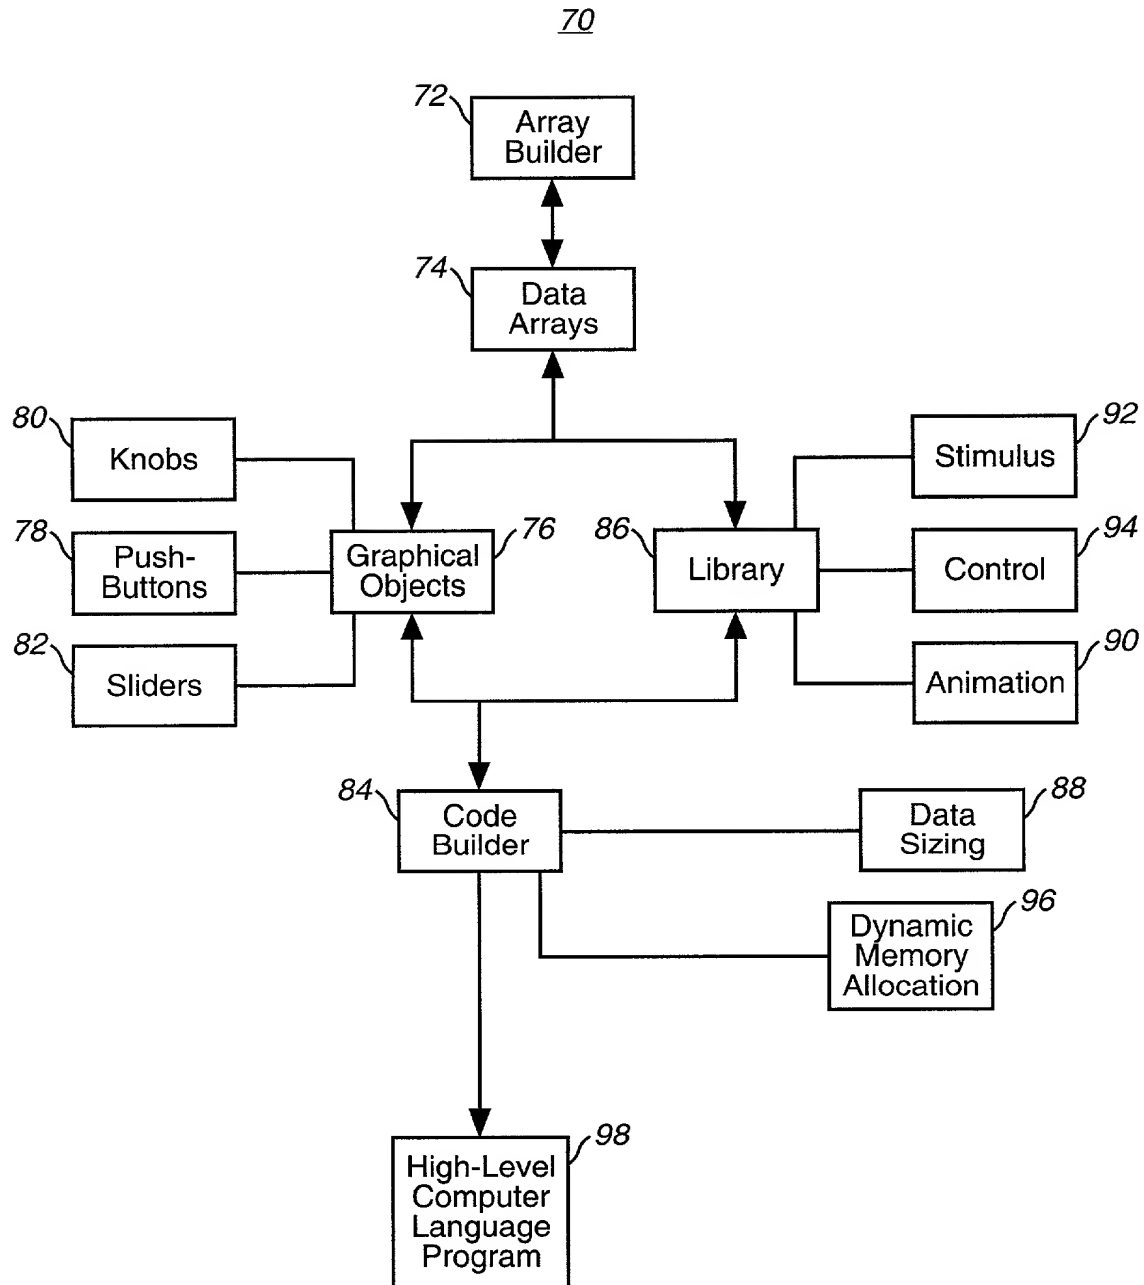 70
72
Array
Builder
74
Data
Arrays
80
Knobs
92
Stimulus
78
Push-
Buttons
76
Graphical
Objects
86
Library
94
Control
82
Sliders
90
Animation
84
Code
Builder
88
Data
Sizing
96
Dynamic
Memory
Allocation
98
High-Level
Computer
Language
Program